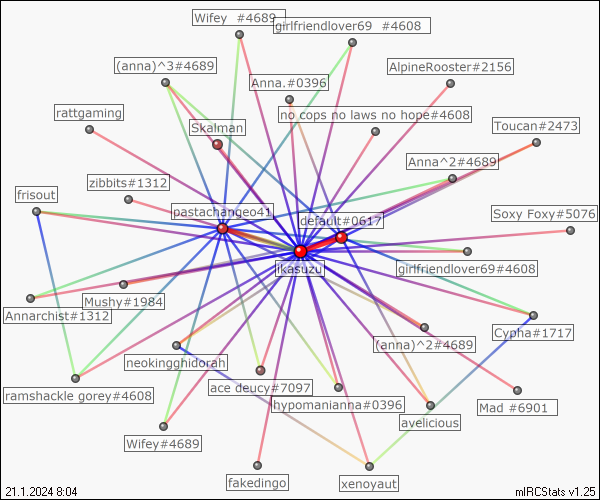 Wifey  #4689
girlfriendlover69  #4608
(anna)^3#4689
AlpineRooster#2156
Anna.#0396
rattgaming
no cops no laws no hope#4608
Skalman
Toucan#2473
Anna^2#4689
zibbits#1312
frisout
pastachangeo41
default#0617
Soxy Foxy#5076
ikasuzu
girlfriendlover69#4608
Mushy#1984
Annarchist#1312
Cypha#1717
(anna)^2#4689
neokingghidorah
ace deucy#7097
ramshackle gorey#4608
hypomanianna#0396
Mad #6901
avelicious
Wifey#4689
fakedingo
xenoyaut
21.1.2024 8:04
mIRCStats v1.25